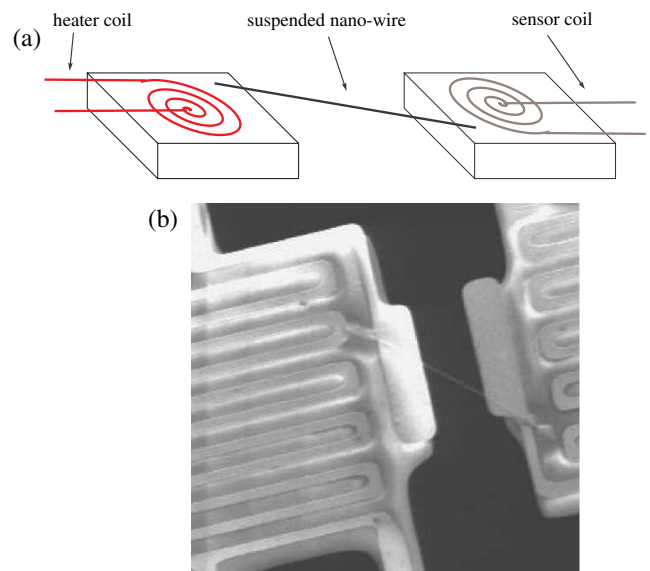 heater coil suspended nano-wire sensor coil
(a)
(b)